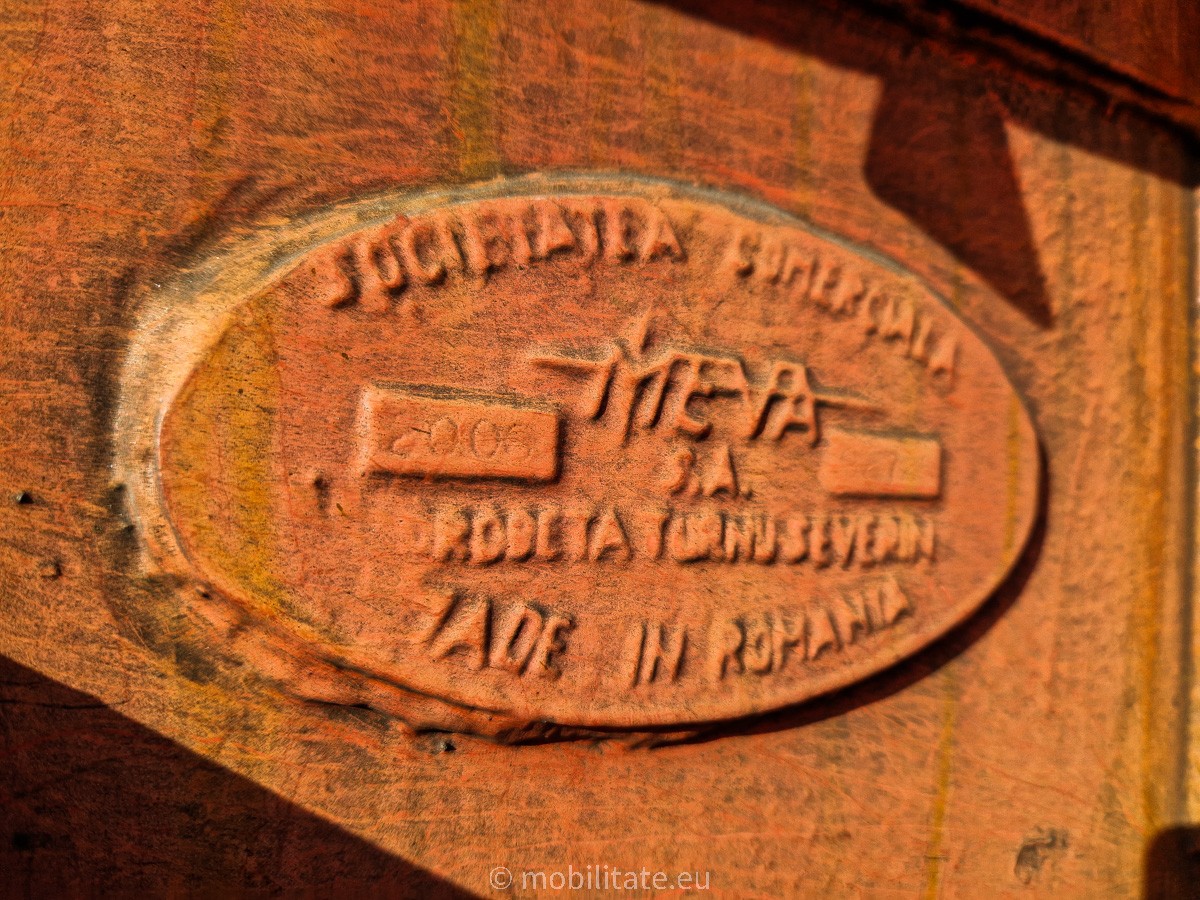 SOCIETATEA COMERCIALA
MEVA
S.A.
DROBETA TURNU SEVERIN
MADE IN ROMANIA
© mobilitate.eu